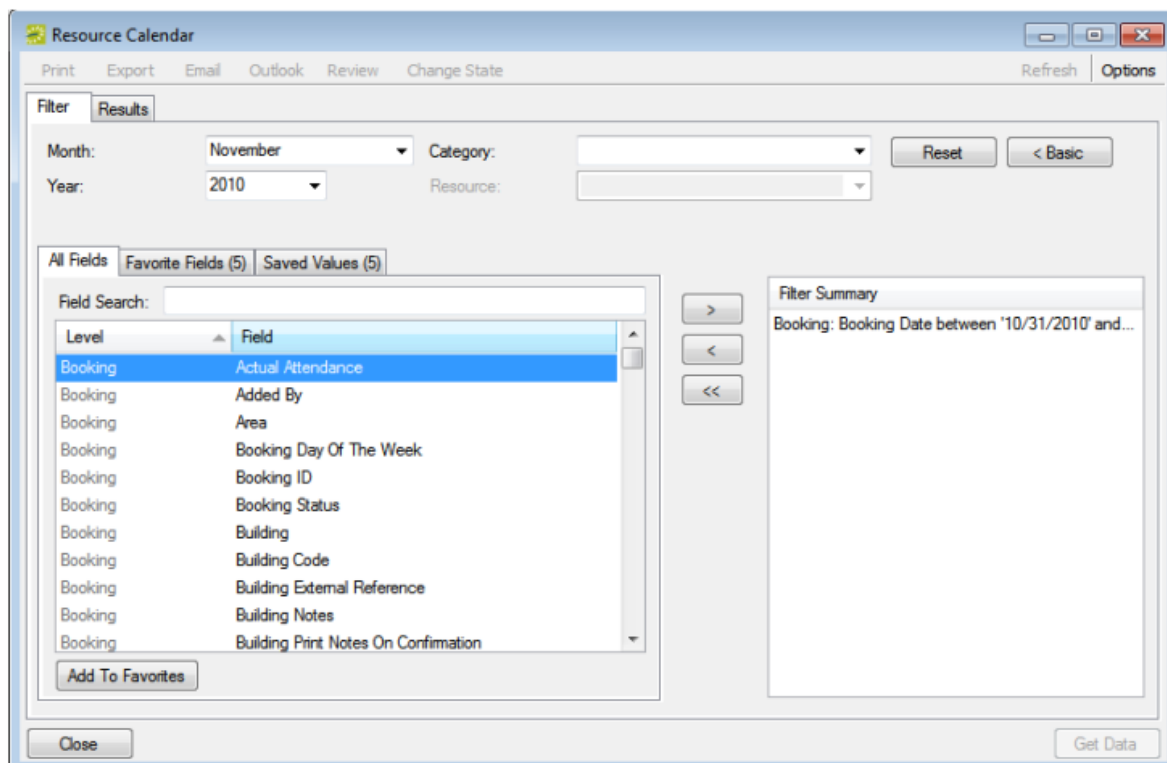 Resource Calendar
Print Export Email Outlook Review Change State Refresh Options
Filter Results
Month: November Category: Reset < Basic
Year: 2010 Resource:
All Fields Favorite Fields (5) Saved Values (5)
Field Search: > Filter Summary
Level Field Booking: Booking Date between '10/31/2010' and...
Booking Actual Attendance <
Booking Added By <<
Booking Area
Booking Booking Day Of The Week
Booking Booking ID
Booking Booking Status
Booking Building
Booking Building Code
Booking Building External Reference
Booking Building Notes
Booking Building Print Notes On Confirmation
Add To Favorites
Close Get Data